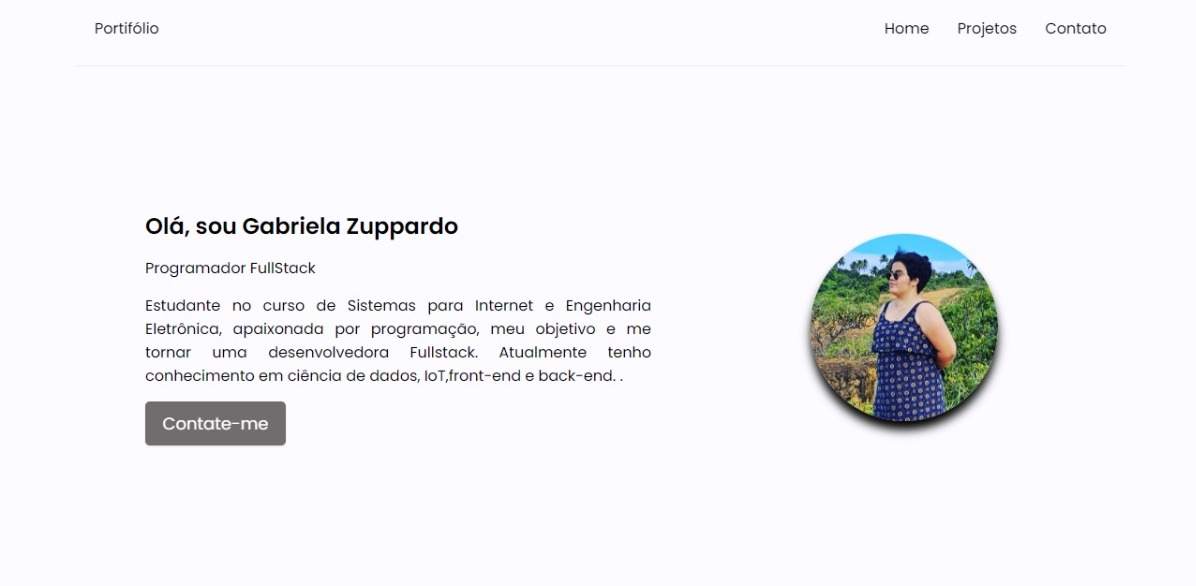 Portifólio
Home Projetos Contato
Olá, sou Gabriela Zuppardo
Programador FullStack
Estudante no curso de Sistemas para Internet e Engenharia
Eletrônica, apaixonada por programação, meu objetivo e me
tornar uma desenvolvedora Fullstack. Atualmente tenho
conhecimento em ciência de dados, IoT,front-end e back-end. .
Contate-me